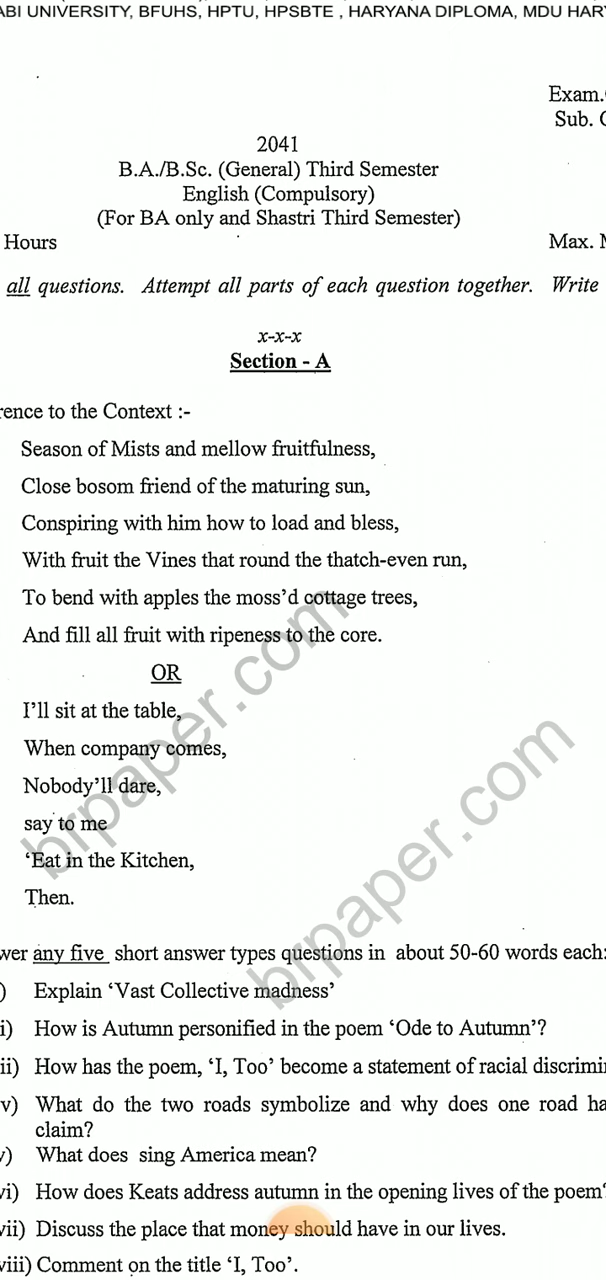 ABI UNIVERSITY, BFUHS, HPTU, HPSBTE , HARYANA DIPLOMA, MDU HAR
Exam.
Sub.
2041
B.A./B.Sc. (General) Third Semester
English (Compulsory)
(For BA only and Shastri Third Semester)
Hours Max.
all questions. Attempt all parts of each question together. Write
x-x-x
Section - A
rence to the Context :-
Season of Mists and mellow fruitfulness,
Close bosom friend of the maturing sun,
Conspiring with him how to load and bless,
With fruit the Vines that round the thatch-even run,
To bend with apples the moss’d cottage trees,
And fill all fruit with ripeness to the core.
OR
I’ll sit at the table,
When company comes,
Nobody’ll dare,
say to me
‘Eat in the Kitchen,
Then.
wer any five short answer types questions in about 50-60 words each:
) Explain ‘Vast Collective madness’
i) How is Autumn personified in the poem ‘Ode to Autumn’?
ii) How has the poem, ‘I, Too’ become a statement of racial discrimi
v) What do the two roads symbolize and why does one road ha
claim?
v) What does sing America mean?
vi) How does Keats address autumn in the opening lives of the poem?
vii) Discuss the place that money should have in our lives.
viii) Comment on the title ‘I, Too’.
brpaper.com
brpaper.com